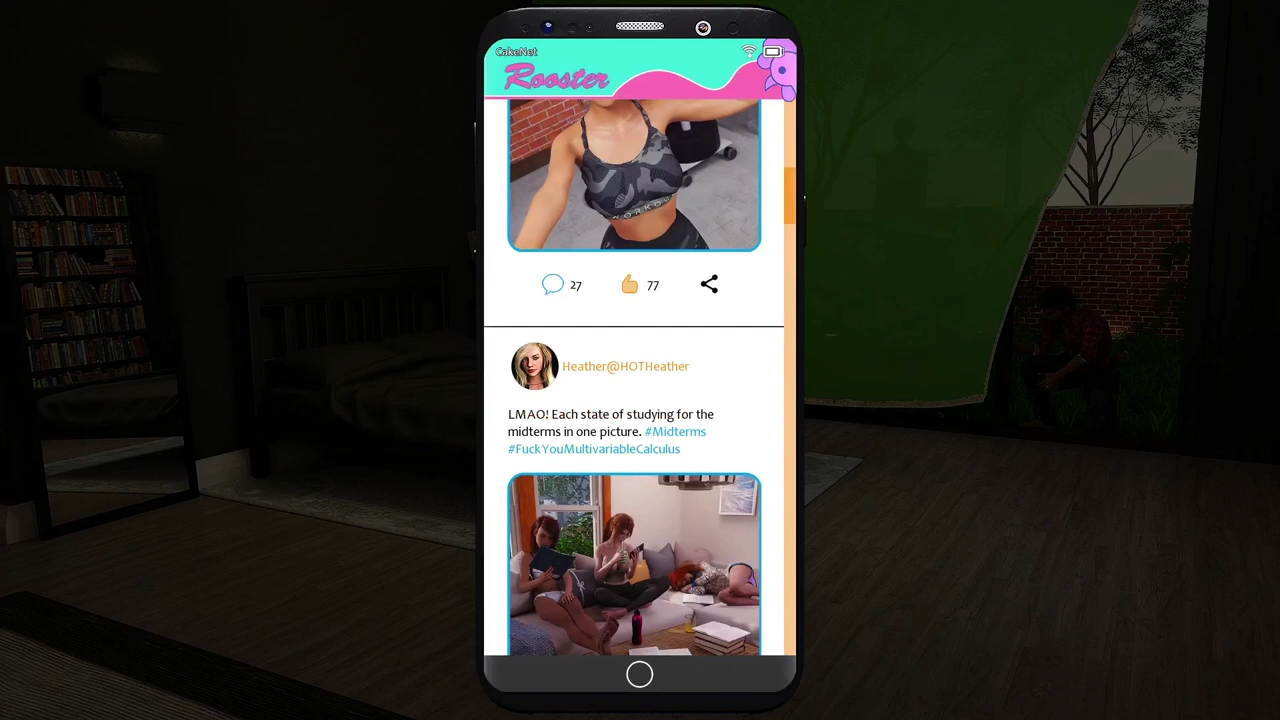 CakeNet
Rooster
WORKOU
27
77
Heather@HOTHeather
LMAO! Each state of studying for the
midterms in one picture. #Midterms
#FuckYouMultivariableCalculus